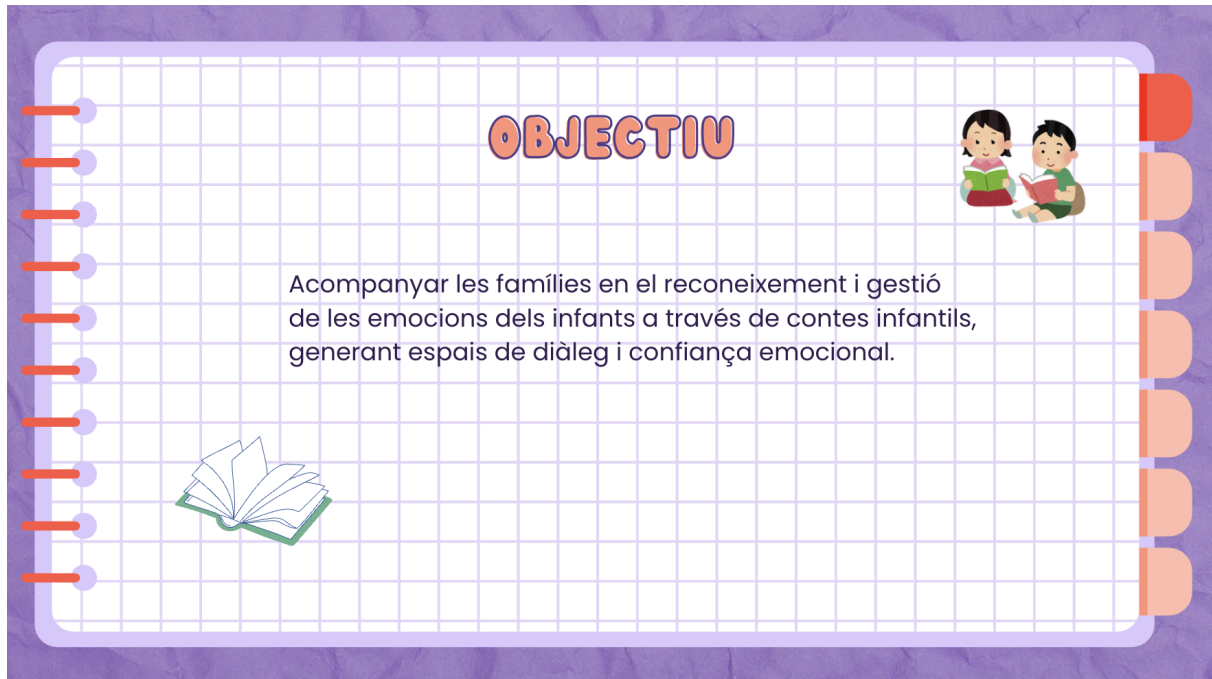 OBJECTIU
Acompanyar les famílies en el reconeixement i gestió
de les emocions dels infants a través de contes infantils,
generant espais de diàleg i confiança emocional.